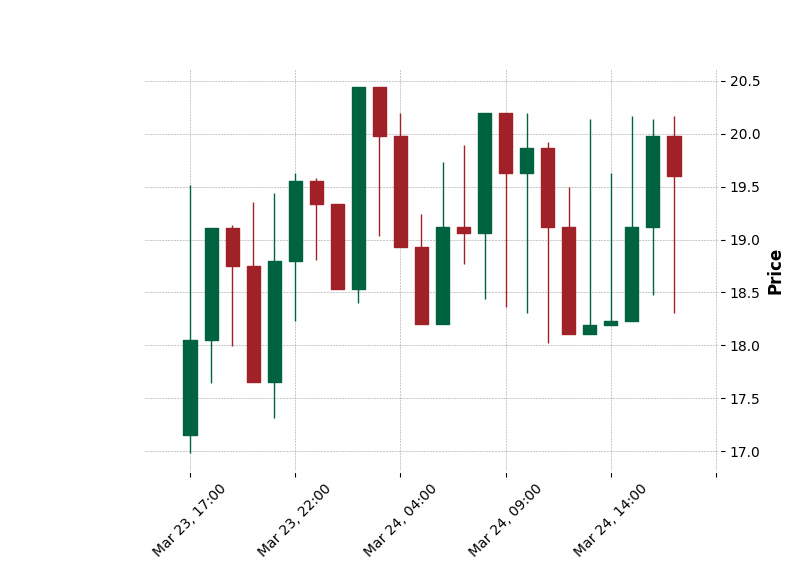 20.5
20.0
19.5
19.0
18.5
18.0
17.5
17.0
Price
Mar 23, 17:00
Mar 23, 22:00
Mar 24, 04:00
Mar 24, 09:00
Mar 24, 14:00